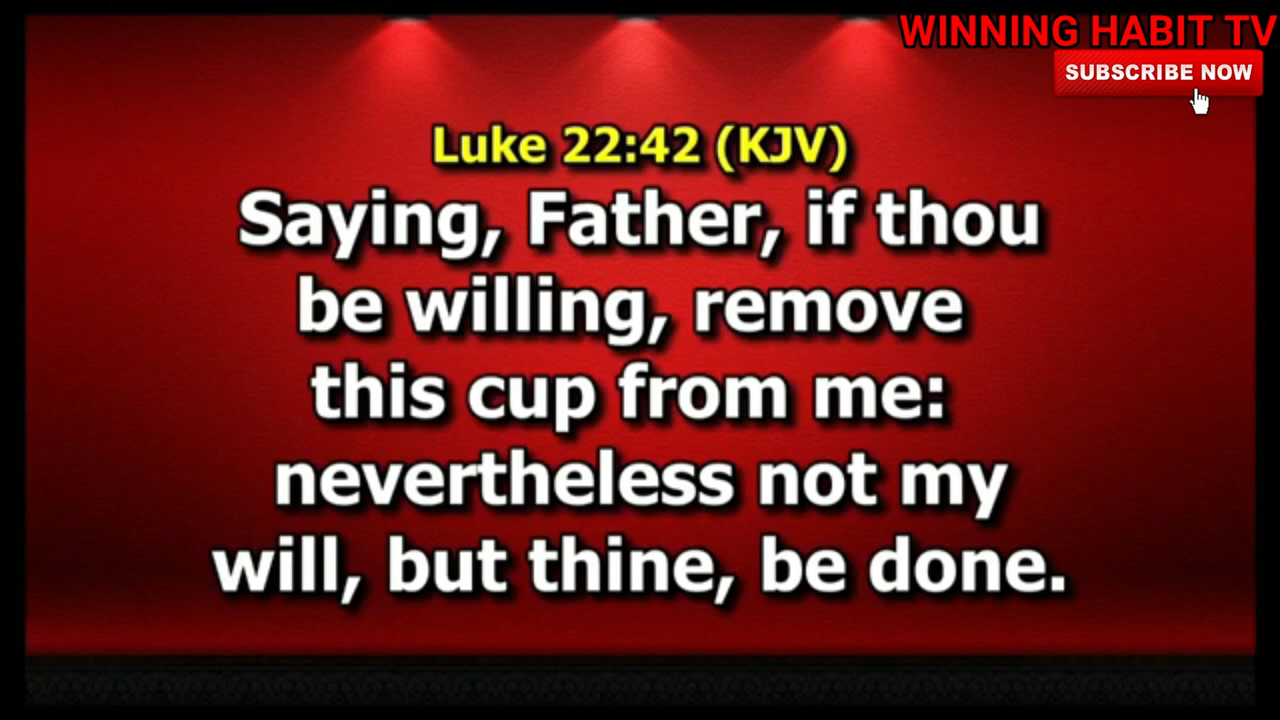 WINNING HABIT TV
SUBSCRIBE NOW
Luke 22:42 (KJV)
Saying, Father, if thou
be willing, remove
this cup from me:
nevertheless not my
will, but thine, be done.